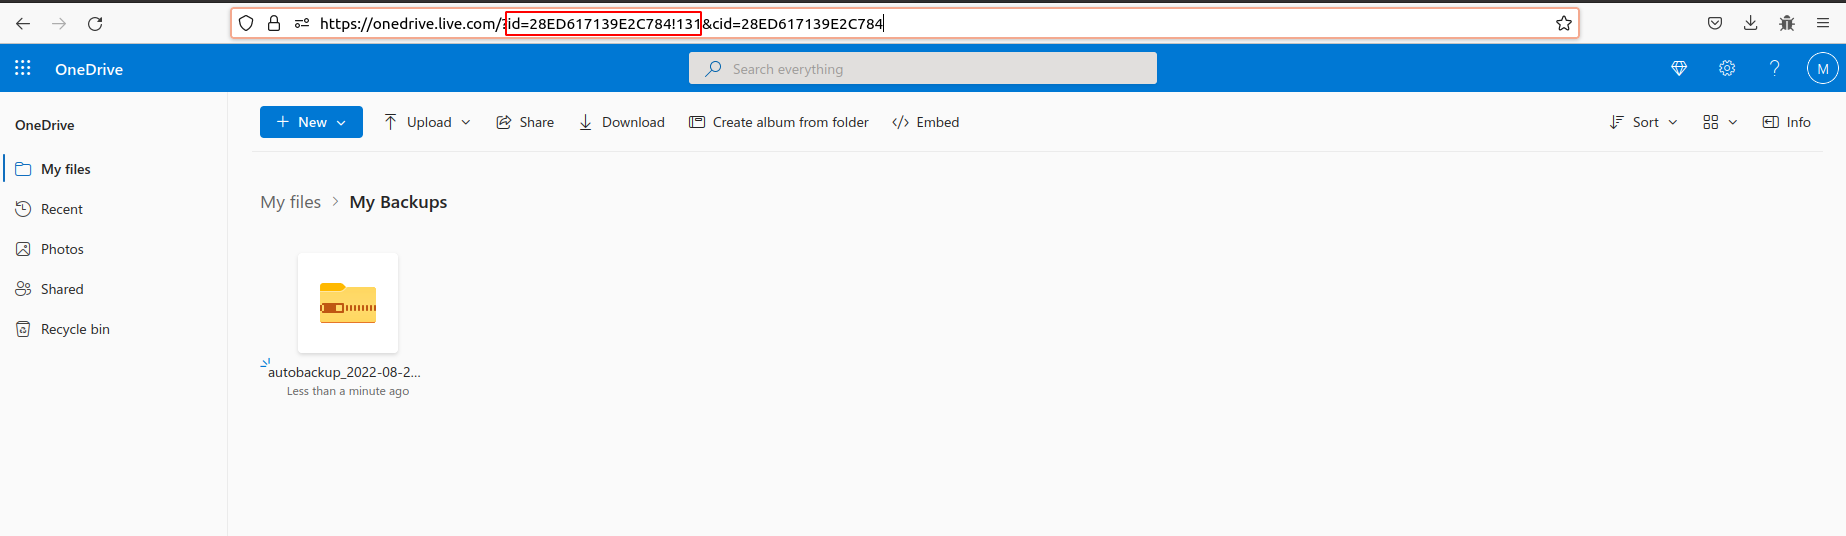 https://onedrive.live.com/?id=28ED617139E2C784!131&cid=28ED617139E2C784
OneDrive
Search everything
M
OneDrive
My files
Recent
Photos
Shared
Recycle bin
New
Upload
Share
Download
Create album from folder
Embed
Sort
Info
My files > My Backups
autobackup_2022-08-2...
Less than a minute ago